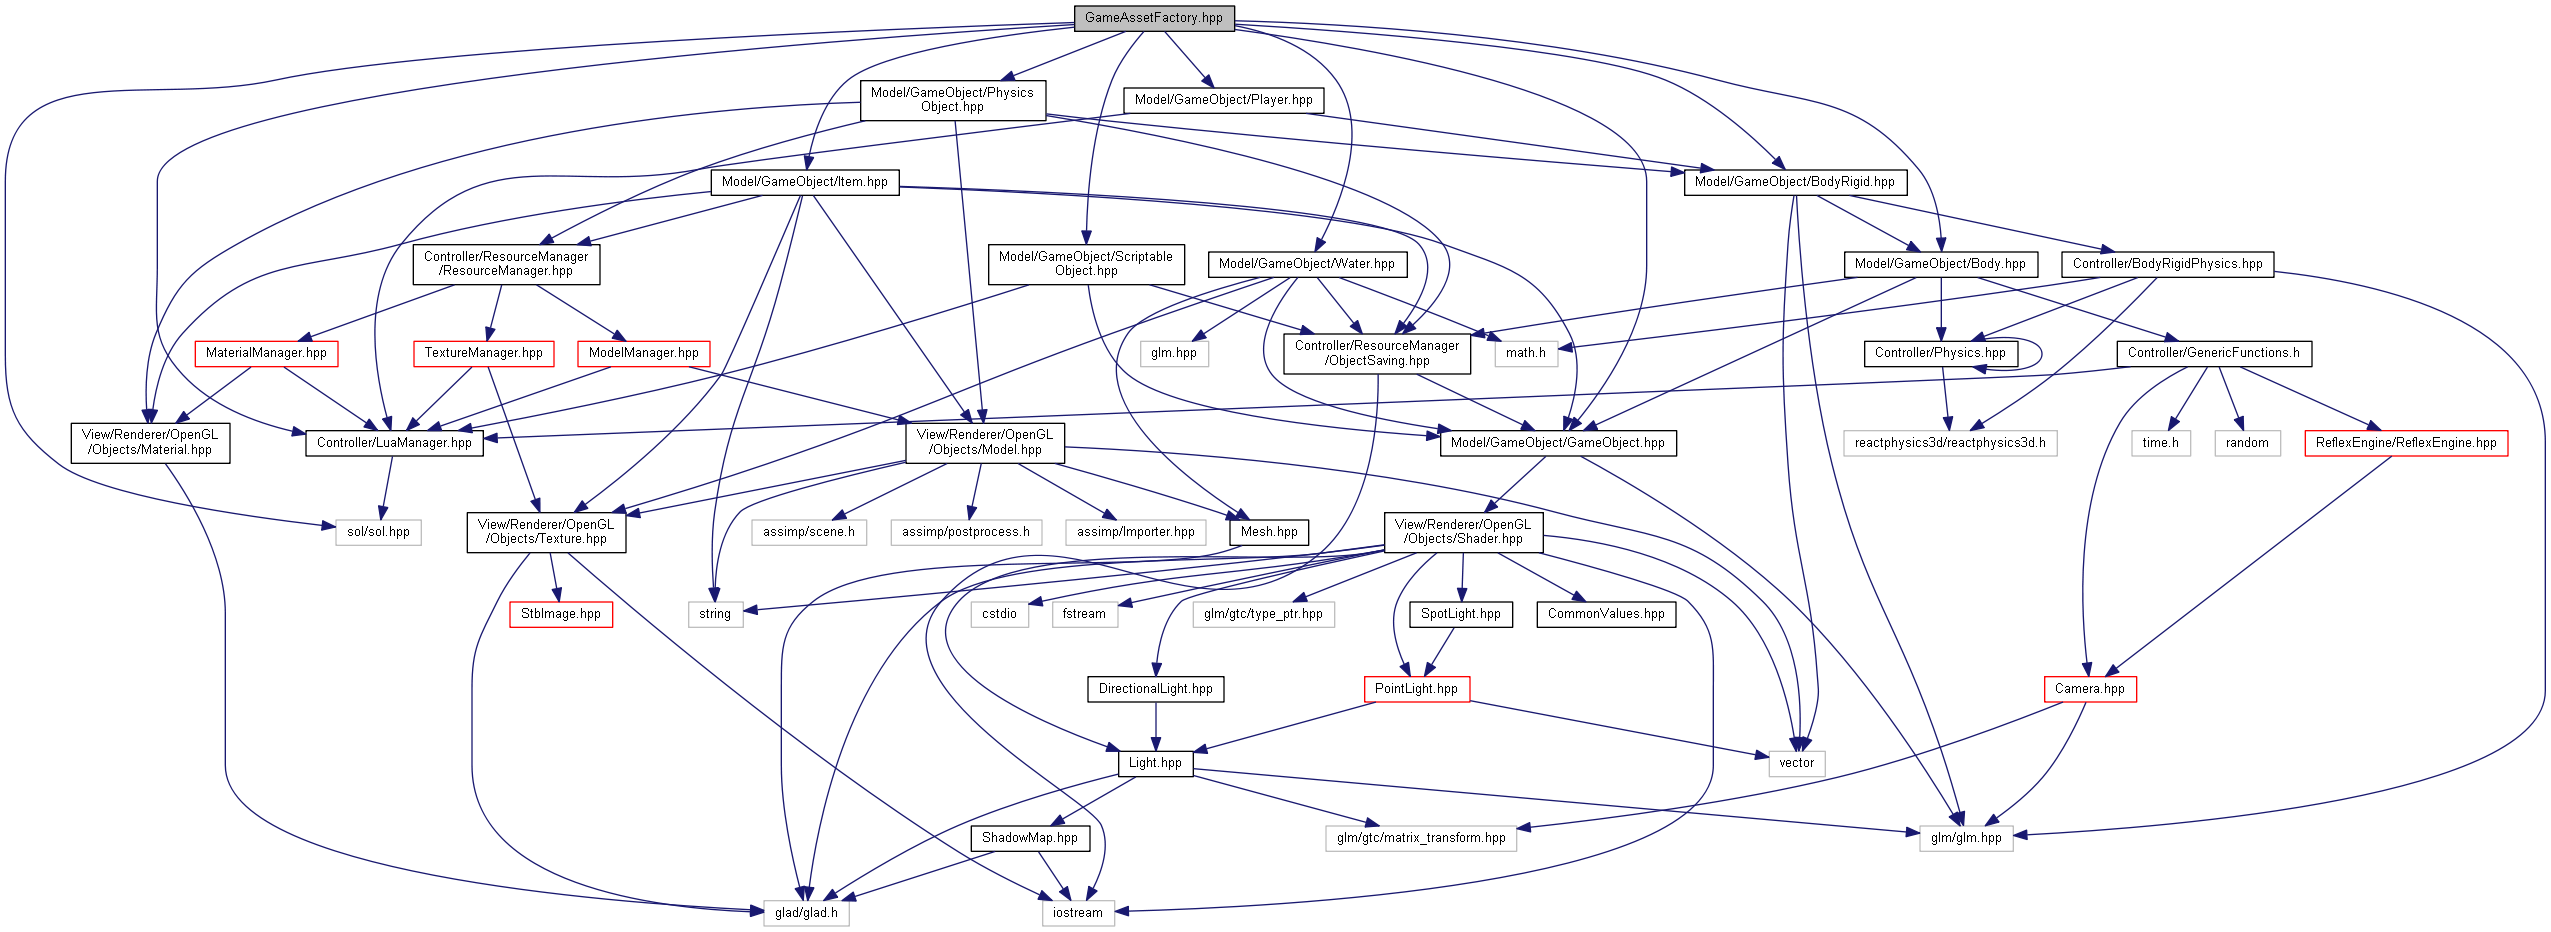 GameAssetFactory.hpp
Model/GameObject/Physics
Object.hpp
Model/GameObject/Player.hpp
Model/GameObject/Item.hpp
Model/GameObject/BodyRigid.hpp
Controller/ResourceManager
/ResourceManager.hpp
Model/GameObject/Scriptable
Object.hpp
Model/GameObject/Water.hpp
Model/GameObject/Body.hpp
Controller/BodyRigidPhysics.hpp
MaterialManager.hpp
TextureManager.hpp
ModelManager.hpp
glm.hpp
Controller/ResourceManager
/ObjectSaving.hpp
math.h
Controller/Physics.hpp
Controller/GenericFunctions.h
View/Renderer/OpenGL
/Objects/Material.hpp
Controller/LuaManager.hpp
View/Renderer/OpenGL
/Objects/Model.hpp
Model/GameObject/GameObject.hpp
reactphysics3d/reactphysics3d.h
time.h
random
ReflexEngine/ReflexEngine.hpp
sol/sol.hpp
View/Renderer/OpenGL
/Objects/Texture.hpp
assimp/scene.h
assimp/postprocess.h
assimp/Importer.hpp
Mesh.hpp
View/Renderer/OpenGL
/Objects/Shader.hpp
StbImage.hpp
string
cstdio
fstream
glm/gtc/type_ptr.hpp
SpotLight.hpp
CommonValues.hpp
DirectionalLight.hpp
PointLight.hpp
Camera.hpp
Light.hpp
vector
ShadowMap.hpp
glm/gtc/matrix_transform.hpp
glm/glm.hpp
glad/glad.h
iostream